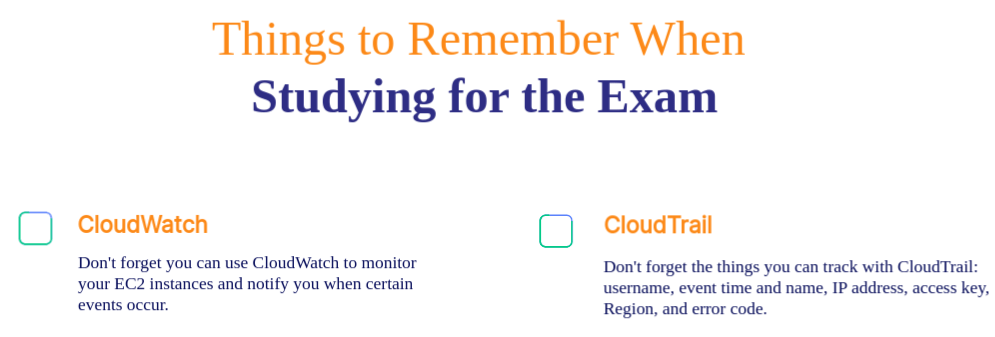 Things to Remember When
Studying for the Exam
CloudWatch
Don't forget you can use CloudWatch to monitor
your EC2 instances and notify you when certain
events occur.
CloudTrail
Don't forget the things you can track with CloudTrail:
username, event time and name, IP address, access key,
Region, and error code.